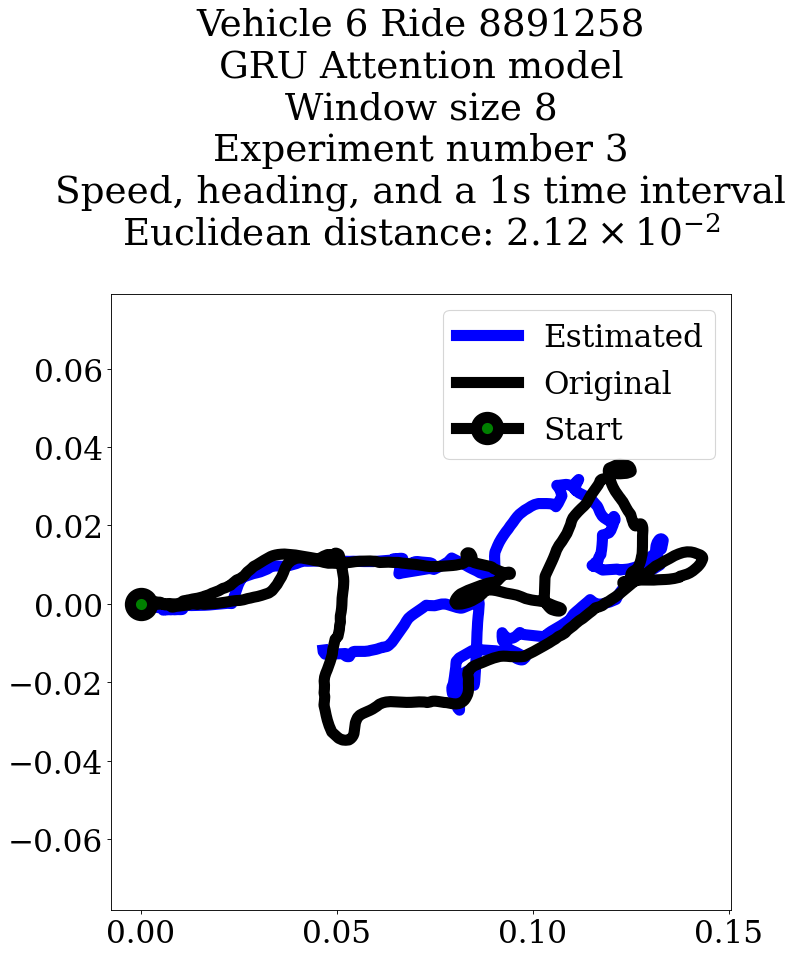 Vehicle 6 Ride 8891258
GRU Attention model
Window size 8
Experiment number 3
Speed, heading, and a 1s time interval
Euclidean distance: 2.12 × 10⁻²
Estimated
Original
Start
0.06
0.04
0.02
0.00
−0.02
−0.04
−0.06
0.00 0.05 0.10 0.15